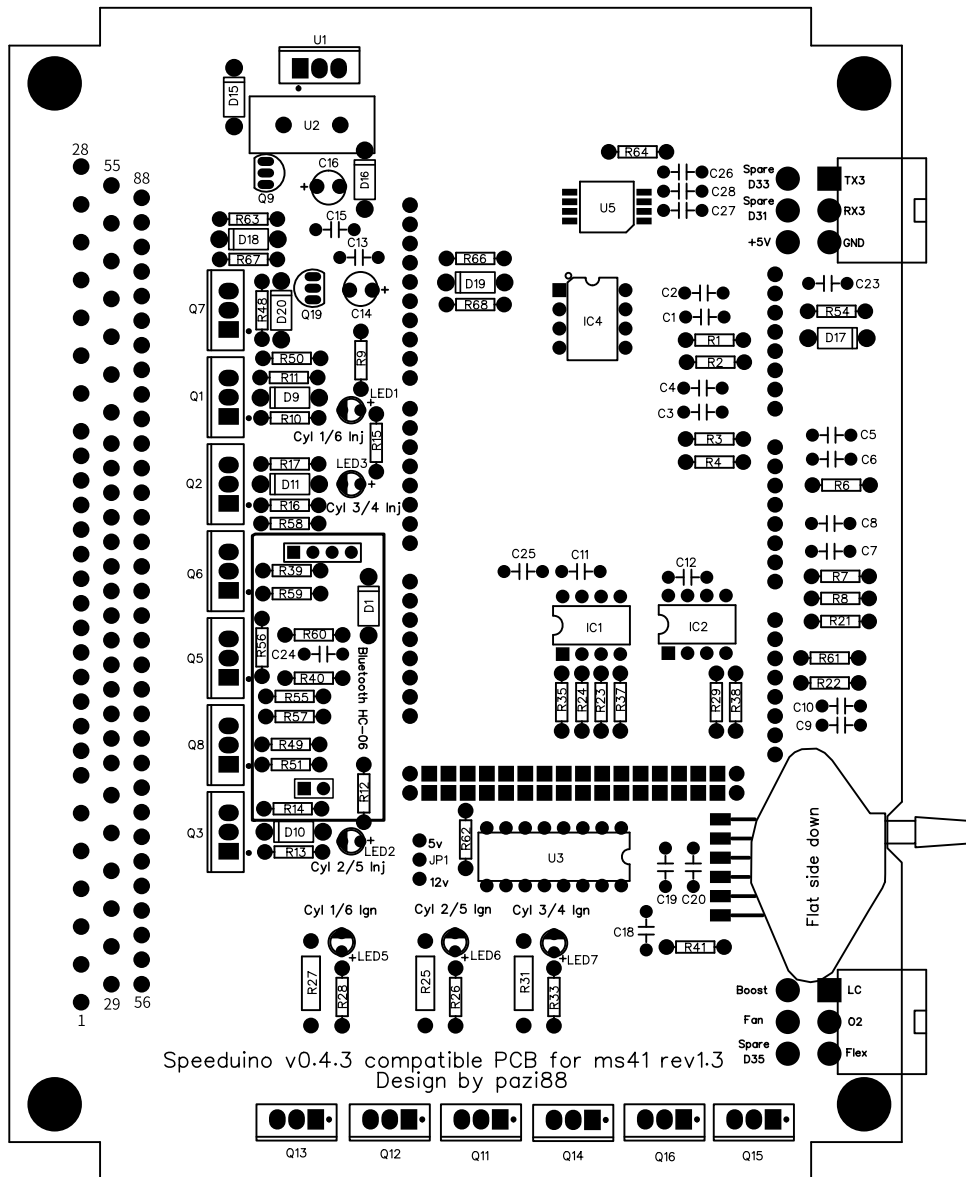 U1
D15
U2
28
55
88
Q9
C16
D16
R64
C26
C28
C27
U5
Spare
D33
TX3
Spare
D31
RX3
+5V
GND
R63
D18
R67
C15
C13
R66
D19
R68
Q7
R48
D20
Q19
C14
IC4
C2
C1
C23
R54
D17
R1
R2
R50
R9
Q1
R11
D9
R10
LED1
C4
C3
Cyl 1/6 Inj
R15
R3
R4
C5
C6
R6
R17
LED3
Q2
D11
R16
Cyl 3/4 Inj
R58
C8
C7
Q6
R39
R59
D1
C25
C11
C12
R7
R8
R21
IC1
IC2
R60
R56
C24
Q5
R40
Bluetooth HC-06
R61
R22
R55
R57
R35
R24
R23
R37
R29
R38
C10
C9
Q8
R49
R51
R12
R14
Q3
D10
R13
LED2
Cyl 2/5 Inj
5v
JP1
12v
R62
U3
C19
C20
Flat side down
Cyl 1/6 Ign
Cyl 2/5 Ign
Cyl 3/4 Ign
C18
R41
LED5
LED6
LED7
R27
R28
R25
R26
R31
R33
Boost
LC
Fan
O2
Spare
D35
Flex
1
29
56
Speeduino v0.4.3 compatible PCB for ms41 rev1.3
Design by pazi88
Q13
Q12
Q11
Q14
Q16
Q15